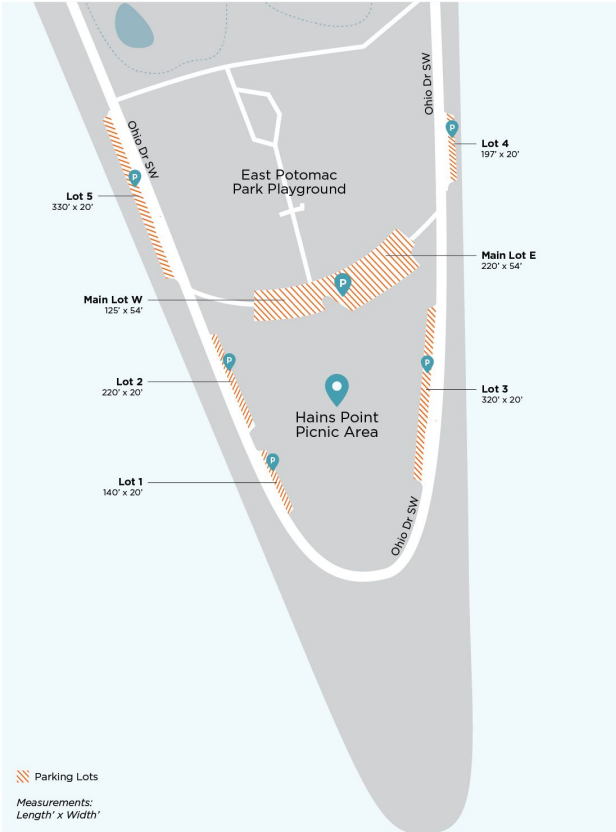 Ohio Dr SW
P
Lot 4
197' x 20'
Ohio Dr SW
P
Lot 5
330' x 20'
East Potomac
Park Playground
Main Lot E
220' x 54'
P
Main Lot W
125' x 54'
P
Lot 2
220' x 20'
P
Lot 3
320' x 20'
Hains Point
Picnic Area
P
Lot 1
140' x 20'
Ohio Dr SW
Parking Lots
Measurements:
Length' x Width'